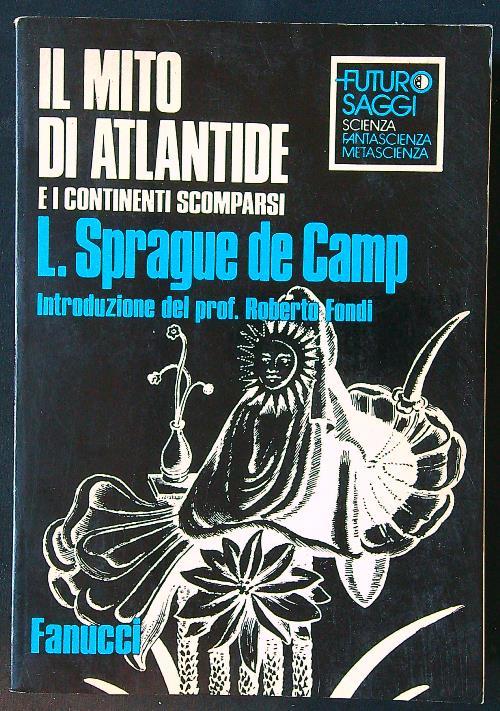 IL MITO
DI ATLANTIDE
E I CONTINENTI SCOMPARSI
L. Sprague de Camp
Introduzione del prof. Roberto Fondi
FUTURO
SAGGI
SCIENZA
FANTASCIENZA
METASCIENZA
Fanucci